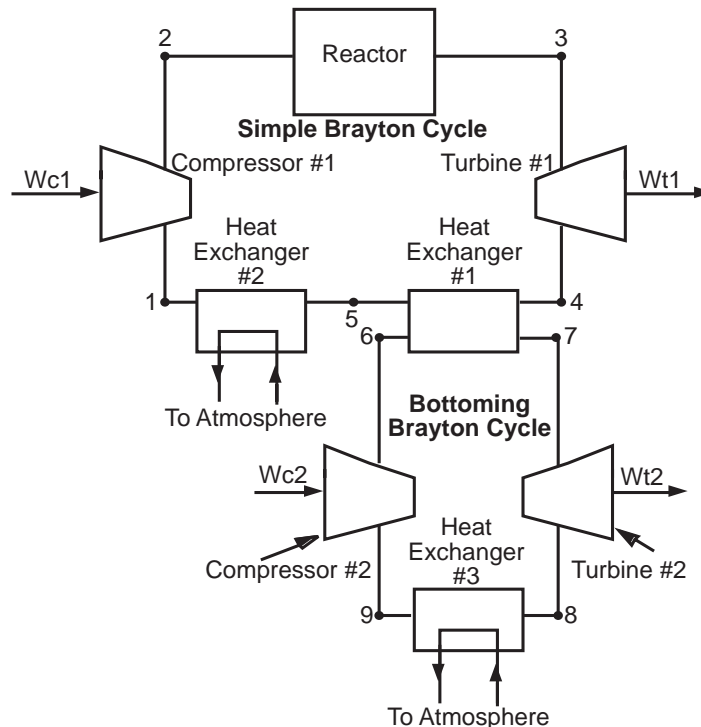 2
3
Reactor
Simple Brayton Cycle
Compressor #1
Turbine #1
Wc1
Wt1
Heat
Exchanger
#2
Heat
Exchanger
#1
1
5
4
6
7
To Atmosphere
Bottoming
Brayton Cycle
Wc2
Wt2
Heat
Exchanger
#3
Compressor #2
Turbine #2
9
8
To Atmosphere